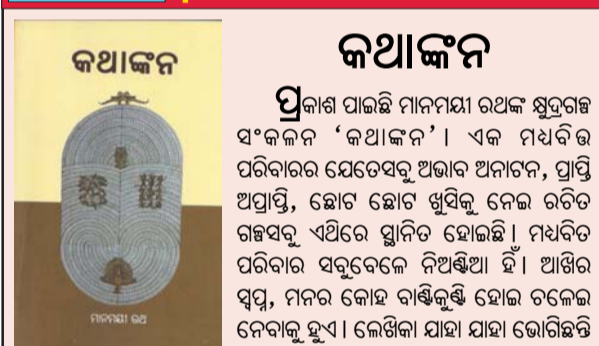 କଥାଙ୍କନ
ମାନମୟୀ ରଥ
କଥାଙ୍କନ
ପ୍ରକାଶ ପାଇଛି ମାନମୟୀ ରଥଙ୍କ କ୍ଷୁଦ୍ରଗଳ୍ପ
ସଂକଳନ ‘କଥାଙ୍କନ’। ଏକ ମଧ୍ୟବିତ୍ତ
ପରିବାରର ଯେତେସବୁ ଅଭାବ ଅନାଟନ, ପ୍ରାପ୍ତି
ଅପ୍ରାପ୍ତି, ଛୋଟ ଛୋଟ ଖୁସିକୁ ନେଇ ରଚିତ
ଗଳ୍ପସବୁ ଏଥିରେ ସ୍ଥାନିତ ହୋଇଛି। ମଧ୍ୟବିତ
ପରିବାର ସବୁବେଳେ ନିଅଣ୍ଟିଆ ହିଁ। ଆଖିର
ସ୍ୱପ୍ନ, ମନର କୋହ ବାଣ୍ଟିକୁଣ୍ଟି ହୋଇ ଚଳେଇ
ନେବାକୁ ହୁଏ। ଲେଖିକା ଯାହା ଯାହା ଭୋଗିଛନ୍ତି